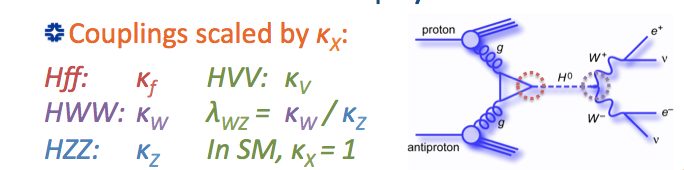 Couplings scaled by κX:
Hff: κf HVV: κV
HWW: κW λWZ = κW / κZ
HZZ: κZ In SM, κX = 1
proton
g
e+
W+
ν
H0
W-
e-
ν
g
antiproton